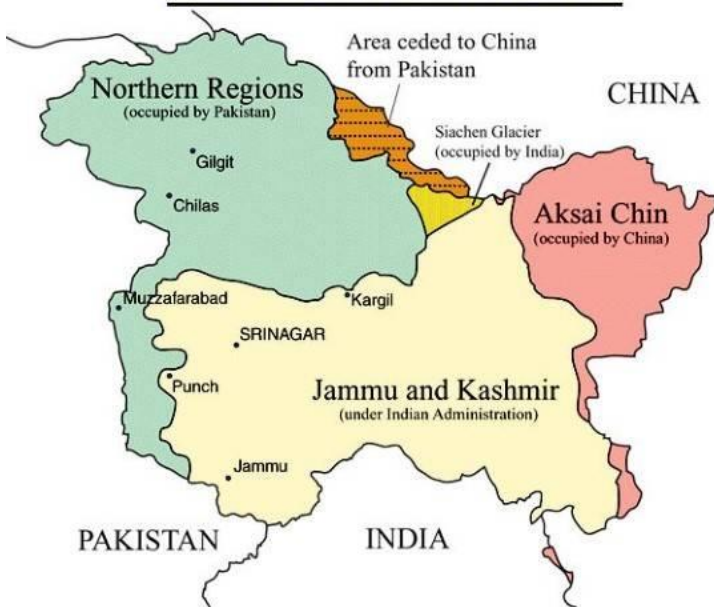 Area ceded to China
from Pakistan
Northern Regions
(occupied by Pakistan)
CHINA
Siachen Glacier
(occupied by India)
Gilgit
Chilas
Aksai Chin
(occupied by China)
Muzzafarabad
Kargil
SRINAGAR
Punch
Jammu and Kashmir
(under Indian Administration)
Jammu
PAKISTAN
INDIA